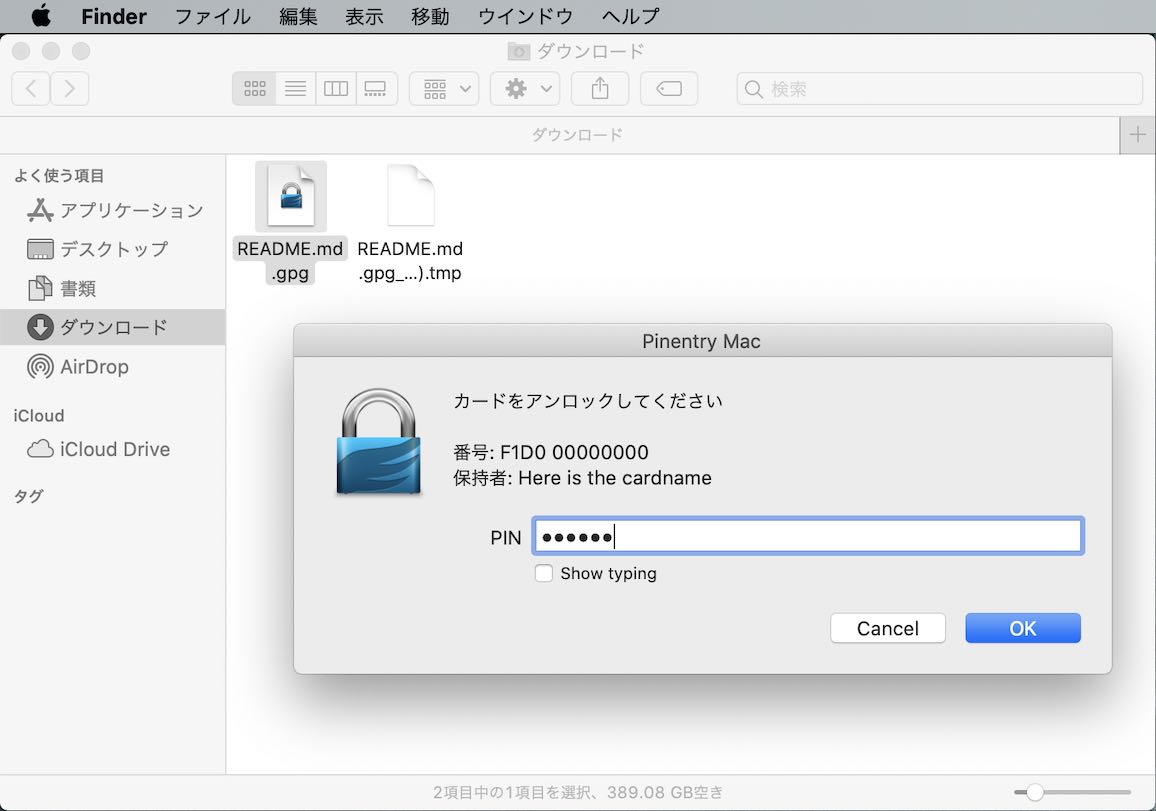 Finder ファイル 編集 表示 移動 ウインドウ ヘルプ
ダウンロード
検索
ダウンロード
よく使う項目
アプリケーション
デスクトップ
書類
ダウンロード
AirDrop
iCloud
iCloud Drive
タグ
README.md
.gpg
README.md
.gpg_...).tmp
Pinentry Mac
カードをアンロックしてください
番号: F1D0 00000000
保持者: Here is the cardname
PIN ●●●●●●
Show typing
Cancel OK
2項目中の1項目を選択、389.08 GB空き